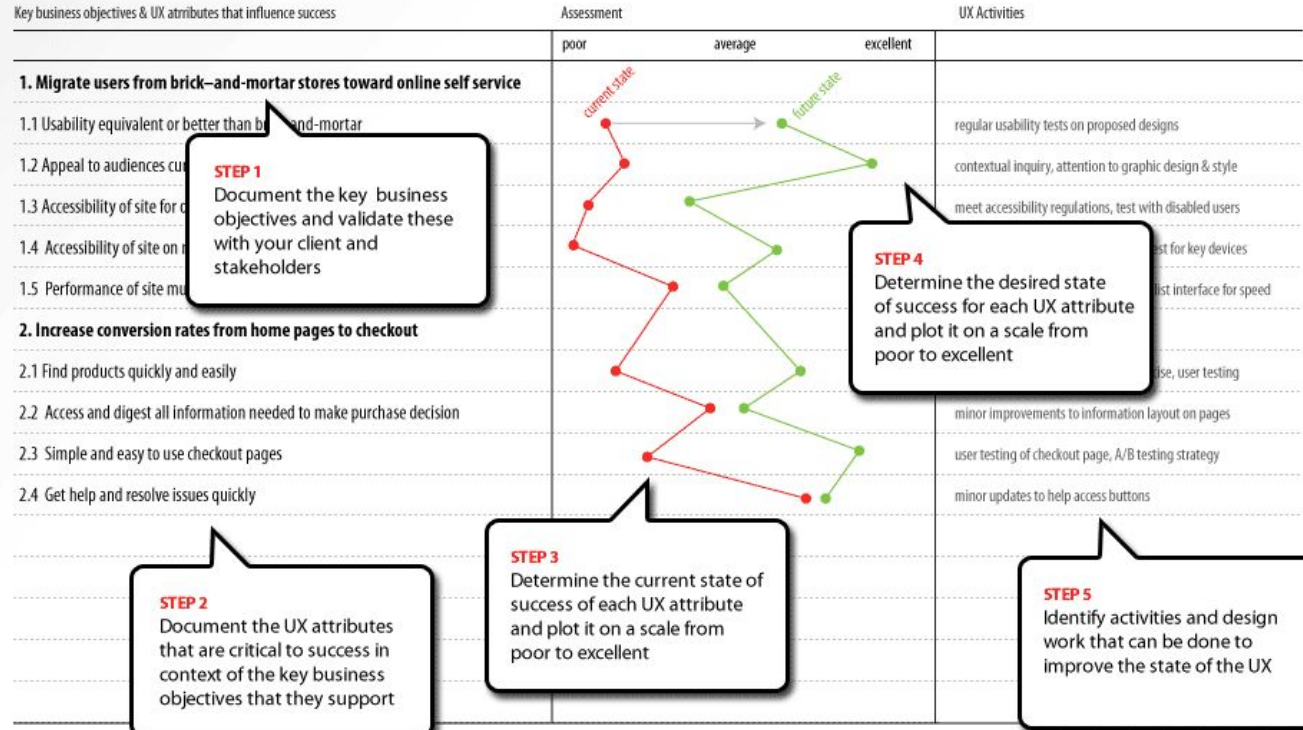 Key business objectives & UX atrributes that influence success
Assessment
UX Activities
poor
average
excellent
1. Migrate users from brick–and-mortar stores toward online self service
current state
future state
1.1 Usability equivalent or better than and-mortar
regular usability tests on proposed designs
1.2 Appeal to audiences
contextual inquiry, attention to graphic design & style
1.3 Accessibility of site for
meet accessibility regulations, test with disabled users
1.4 Accessibility of site on
for key devices
1.5 Performance of site
interface for speed
STEP 1
Document the key business
objectives and validate these
with your client and
stakeholders
STEP 4
Determine the desired state
of success for each UX attribute
and plot it on a scale from
poor to excellent
2. Increase conversion rates from home pages to checkout
2.1 Find products quickly and easily
user testing
2.2 Access and digest all information needed to make purchase decision
minor improvements to information layout on pages
2.3 Simple and easy to use checkout pages
user testing of checkout page, A/B testing strategy
2.4 Get help and resolve issues quickly
minor updates to help access buttons
STEP 2
Document the UX attributes
that are critical to success in
context of the key business
objectives that they support
STEP 3
Determine the current state of
success of each UX attribute
and plot it on a scale from
poor to excellent
STEP 5
Identify activities and design
work that can be done to
improve the state of the UX